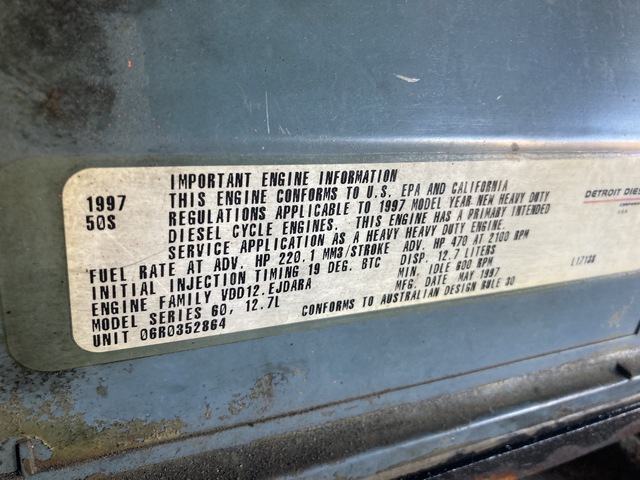 IMPORTANT ENGINE INFORMATION
1997 THIS ENGINE CONFORMS TO U.S. EPA AND CALIFORNIA
50S REGULATIONS APPLICABLE TO 1997 MODEL YEAR NEW HEAVY DUTY
DIESEL CYCLE ENGINES. THIS ENGINE HAS A PRIMARY INTENDED
SERVICE APPLICATION AS A HEAVY HEAVY DUTY ENGINE.
FUEL RATE AT ADV. HP 220.1 MM3/STROKE ADV. HP 470 AT 2100 RPM
INITIAL INJECTION TIMING 19 DEG. BTC DISP. 12.7 LITERS
ENGINE FAMILY VDD12.EJDARA MIN. IDLE 600 RPM
MODEL SERIES 60, 12.7L MFG. DATE MAY 1997
UNIT 06R0352864 CONFORMS TO AUSTRALIAN DESIGN RULE 30
DETROIT DIES